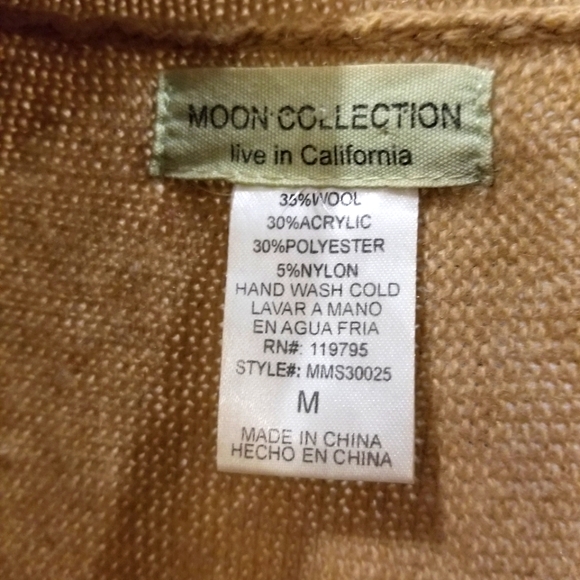 MOON COLLECTION
live in California
35%WOOL
30%ACRYLIC
30%POLYESTER
5%NYLON
HAND WASH COLD
LAVAR A MANO
EN AGUA FRIA
RN#: 119795
STYLE#: MMS30025
M
MADE IN CHINA
HECHO EN CHINA